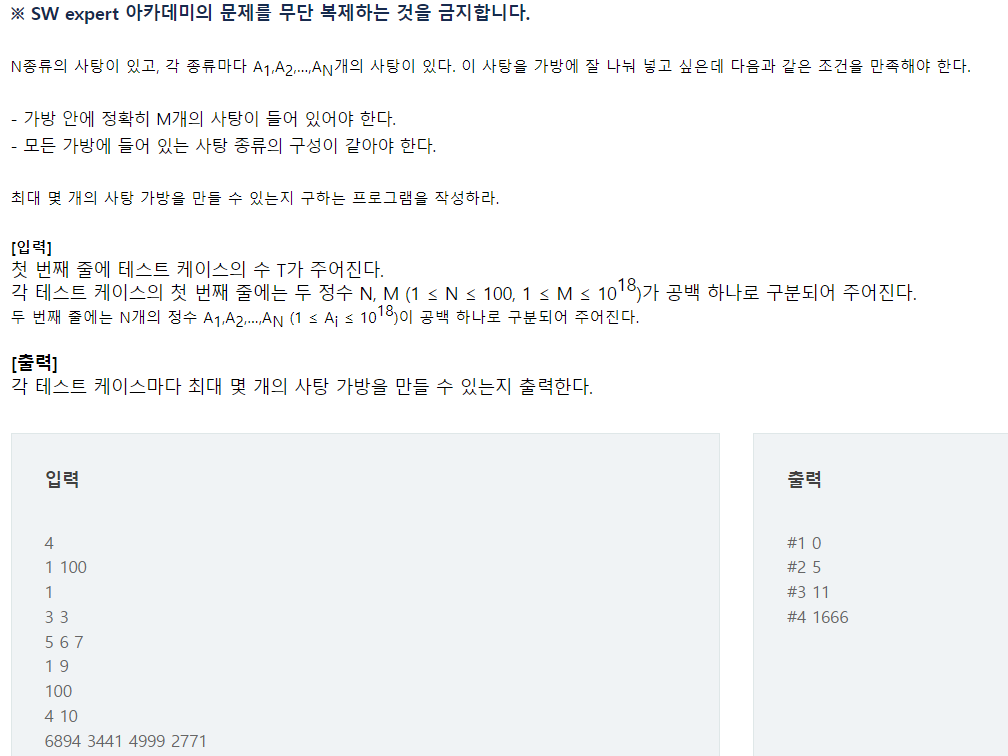 ※ SW expert 아카데미의 문제를 무단 복제하는 것을 금지합니다.
N종류의 사탕이 있고, 각 종류마다 A1,A2,...,AN개의 사탕이 있다. 이 사탕을 가방에 잘 나눠 넣고 싶은데 다음과 같은 조건을 만족해야 한다.
- 가방 안에 정확히 M개의 사탕이 들어 있어야 한다.
- 모든 가방에 들어 있는 사탕 종류의 구성이 같아야 한다.
최대 몇 개의 사탕 가방을 만들 수 있는지 구하는 프로그램을 작성하라.
[입력]
첫 번째 줄에 테스트 케이스의 수 T가 주어진다.
각 테스트 케이스의 첫 번째 줄에는 두 정수 N, M (1 ≤ N ≤ 100, 1 ≤ M ≤ 10^18)가 공백 하나로 구분되어 주어진다.
두 번째 줄에는 N개의 정수 A1,A2,...,AN (1 ≤ Ai ≤ 10^18)이 공백 하나로 구분되어 주어진다.
[출력]
각 테스트 케이스마다 최대 몇 개의 사탕 가방을 만들 수 있는지 출력한다.
입력
4
1 100
1
3 3
5 6 7
1 9
100
4 10
6894 3441 4999 2771
출력
#1 0
#2 5
#3 11
#4 1666